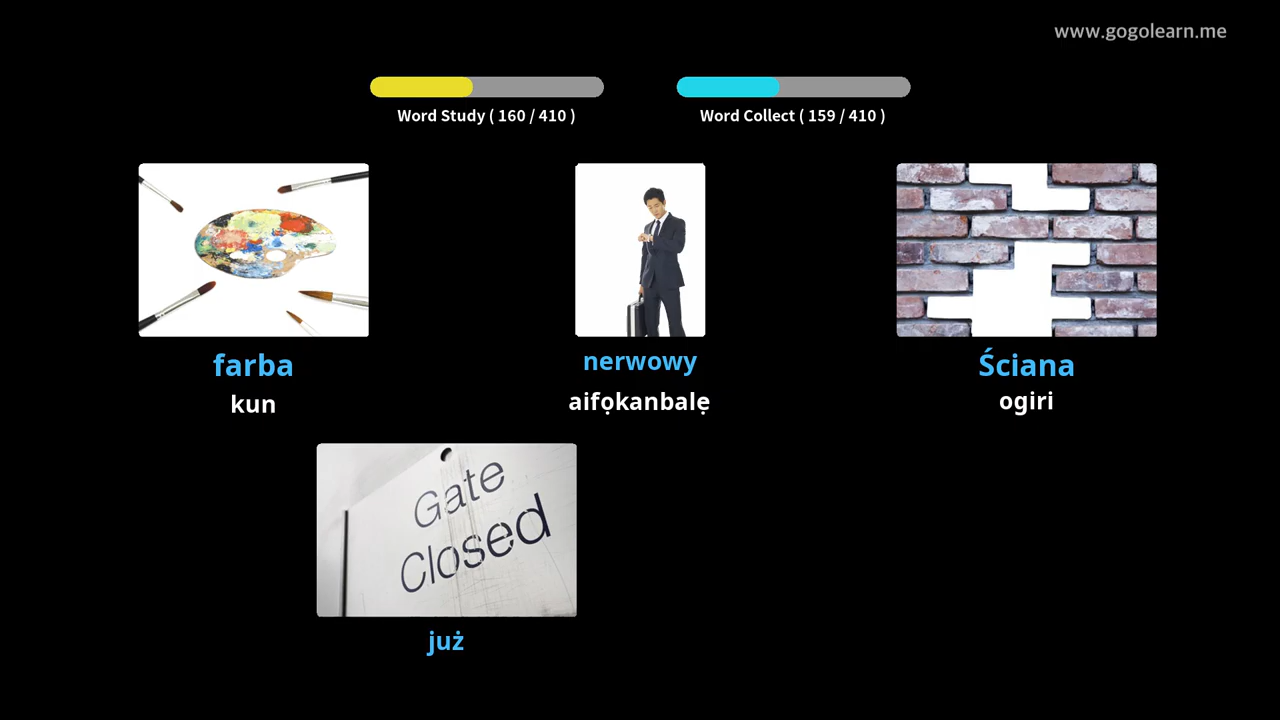 www.gogolearn.me
Word Study ( 160 / 410 )
Word Collect ( 159 / 410 )
farba
nerwowy
Ściana
kun
aifọkanbalẹ
ogiri
Gate
Closed
już